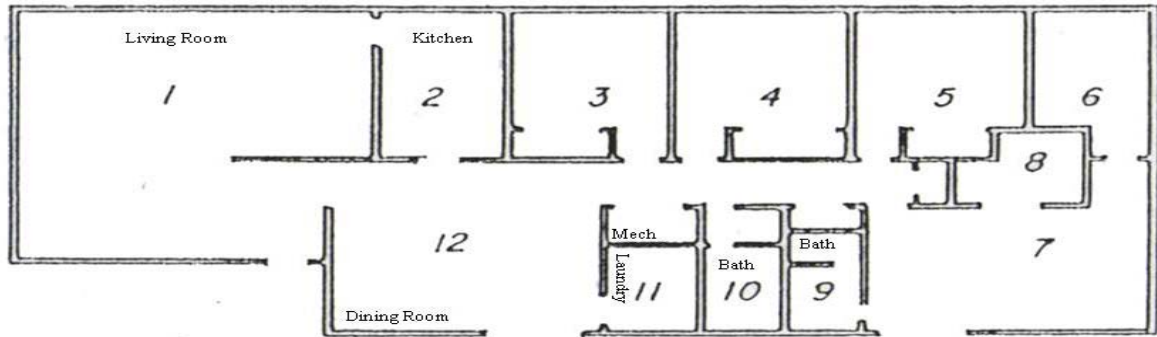 Living Room
Kitchen
1
2
3
4
5
6
8
12
Mech
Laundry
11
Bath
10
Bath
9
7
Dining Room